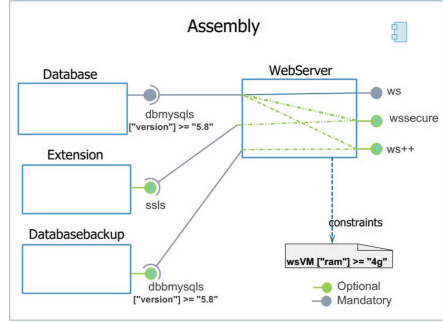 Assembly
Database
WebServer
ws
dbmysqls
["version"] >= "5.8"
wssecure
ws++
Extension
ssls
Databasebackup
constraints
wsVM ["ram"] >= "4g"
dbbmysqls
["version"] >= "5.8"
Optional
Mandatory